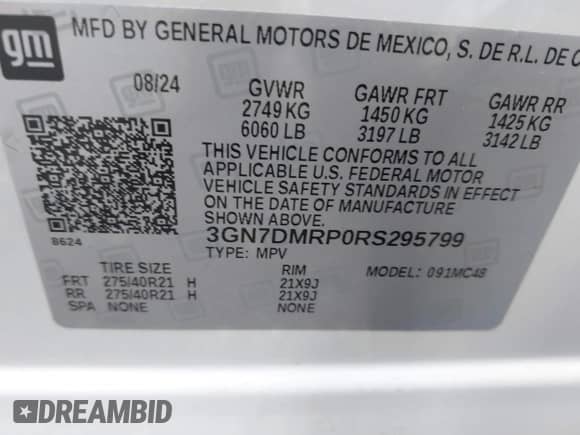 gm
MFD BY GENERAL MOTORS DE MEXICO, S. DE R.L. DE C
08/24 GVWR GAWR FRT GAWR RR
2749 KG 1450 KG 1425 KG
6060 LB 3197 LB 3142 LB
THIS VEHICLE CONFORMS TO ALL
APPLICABLE U.S. FEDERAL MOTOR
VEHICLE SAFETY STANDARDS IN EFFECT
ON THE DATE OF MANUFACTURE
SHOWN ABOVE.
8624 3GN7DMRP0RS295799
TYPE: MPV MODEL: 091MC48
TIRE SIZE RIM
FRT 275/40R21 H 21X9J
RR 275/40R21 H 21X9J
SPA NONE NONE
DREAMBID